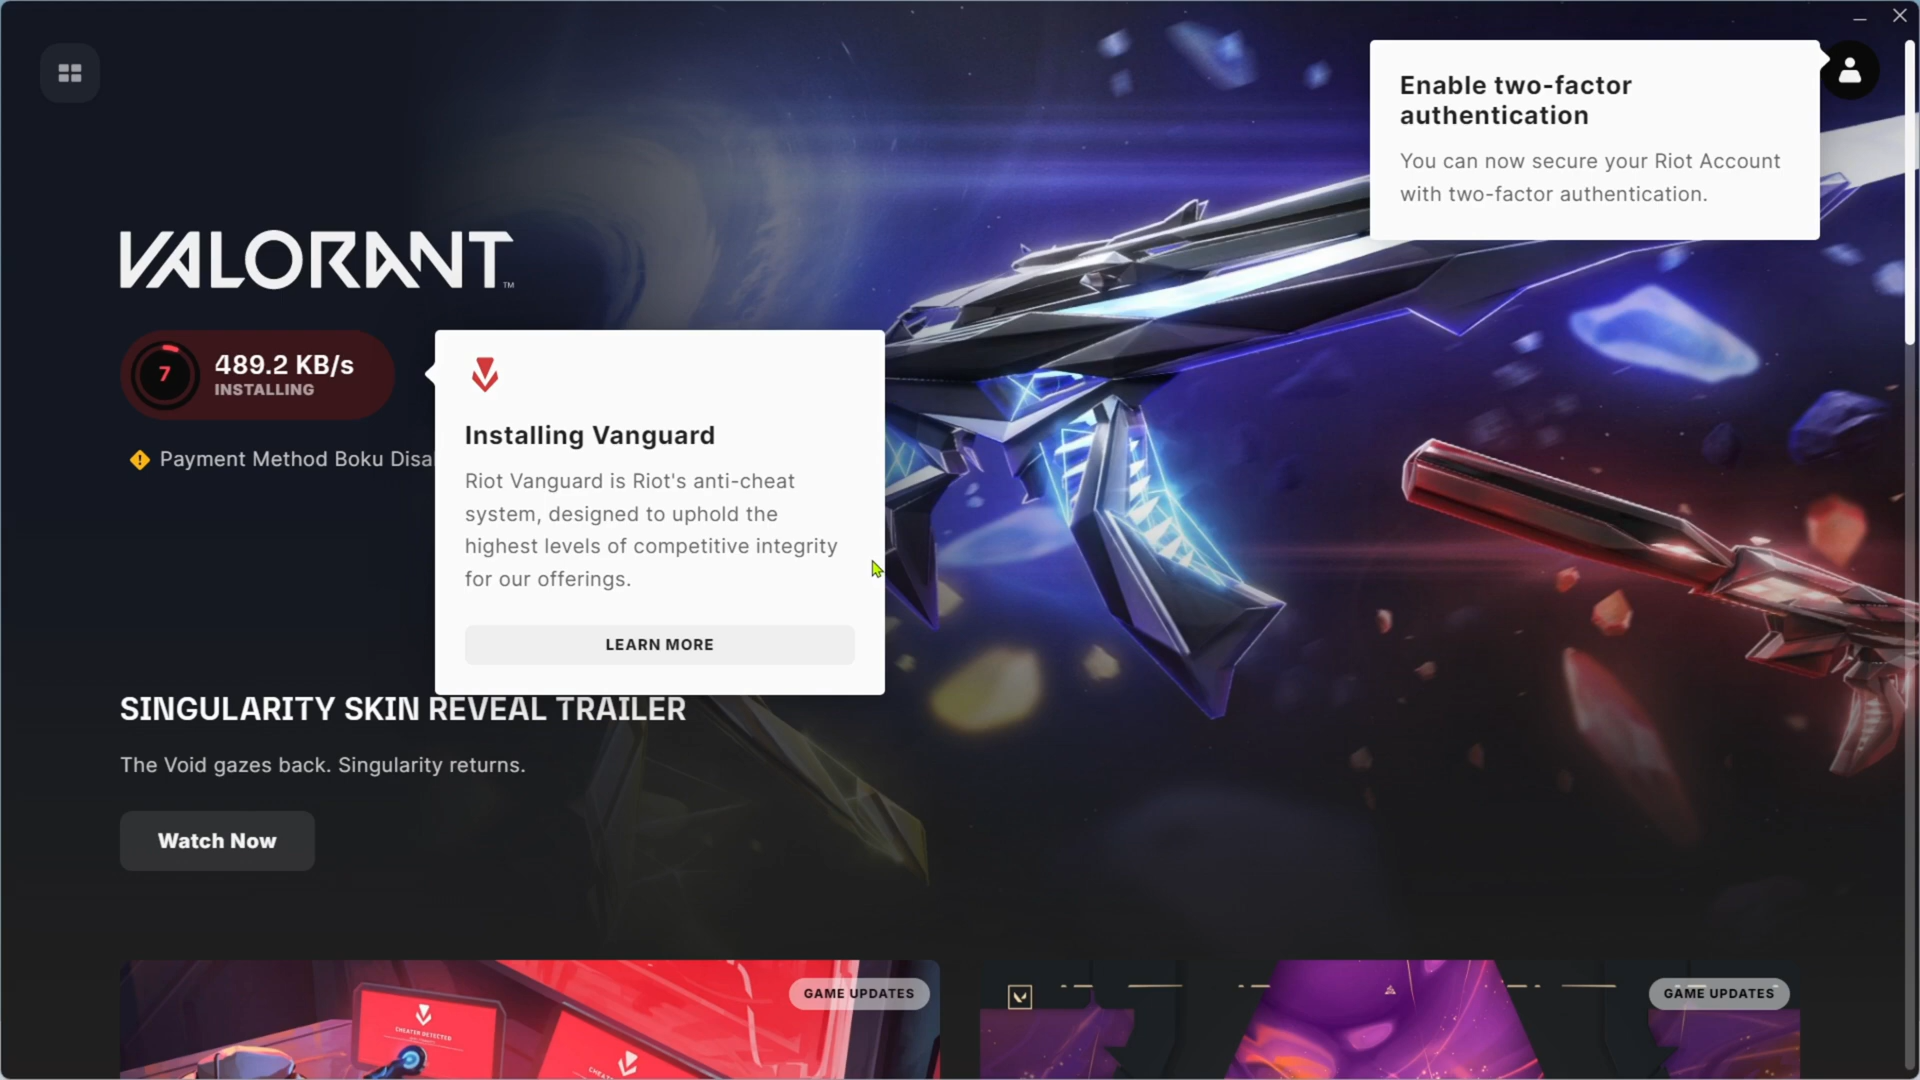 Enable two-factor
authentication
You can now secure your Riot Account
with two-factor authentication.
VALORANT™
7
489.2 KB/s
INSTALLING
Payment Method Boku Disa
Installing Vanguard
Riot Vanguard is Riot's anti-cheat
system, designed to uphold the
highest levels of competitive integrity
for our offerings.
LEARN MORE
SINGULARITY SKIN REVEAL TRAILER
The Void gazes back. Singularity returns.
Watch Now
GAME UPDATES
CHEATER DETECTED
GAME UPDATES